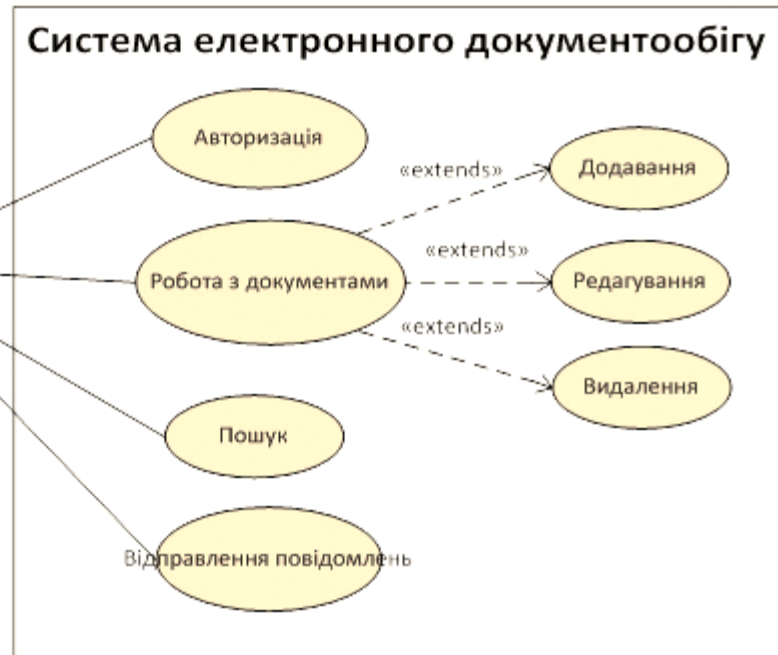 Система електронного документообігу
Авторизація
«extends»
Додавання
Робота з документами
«extends»
Редагування
«extends»
Видалення
Пошук
Відправлення повідомлень